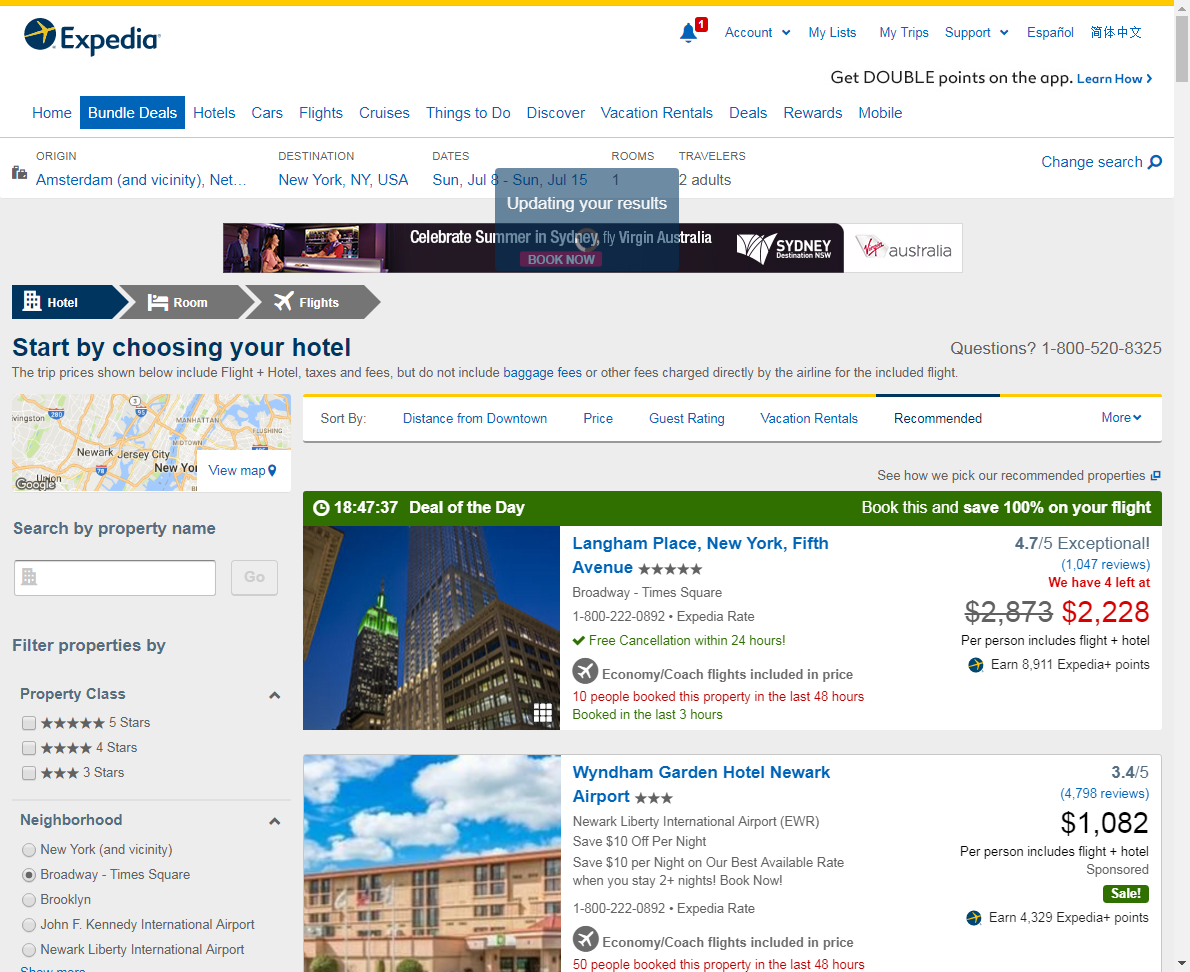 Expedia
1
Account
My Lists
My Trips
Support
Español
简体中文
Get DOUBLE points on the app. Learn How
Home
Bundle Deals
Hotels
Cars
Flights
Cruises
Things to Do
Discover
Vacation Rentals
Deals
Rewards
Mobile
ORIGIN
Amsterdam (and vicinity), Net...
DESTINATION
New York, NY, USA
DATES
Sun, Jul 8 - Sun, Jul 15
ROOMS
1
TRAVELERS
2 adults
Change search
Updating your results
Celebrate Summer in Sydney, fly Virgin Australia
BOOK NOW
SYDNEY
Destination NSW
Virgin australia
Hotel
Room
Flights
Start by choosing your hotel
Questions? 1-800-520-8325
The trip prices shown below include Flight + Hotel, taxes and fees, but do not include baggage fees or other fees charged directly by the airline for the included flight.
ivingston
280
3
95
MANHATTAN
FLUSHING
MIDTOWN
Newark
Jersey City
New Yor
78
Union
Google
View map
Sort By:
Distance from Downtown
Price
Guest Rating
Vacation Rentals
Recommended
More
See how we pick our recommended properties
Search by property name
Go
Filter properties by
Property Class
5 Stars
4 Stars
3 Stars
Neighborhood
New York (and vicinity)
Broadway - Times Square
Brooklyn
John F. Kennedy International Airport
Newark Liberty International Airport
Show more
18:47:37 Deal of the Day
Book this and save 100% on your flight
Langham Place, New York, Fifth
Avenue
Broadway - Times Square
1-800-222-0892 • Expedia Rate
Free Cancellation within 24 hours!
Economy/Coach flights included in price
10 people booked this property in the last 48 hours
Booked in the last 3 hours
4.7/5 Exceptional!
(1,047 reviews)
We have 4 left at
$2,873 $2,228
Per person includes flight + hotel
Earn 8,911 Expedia+ points
Wyndham Garden Hotel Newark
Airport
Newark Liberty International Airport (EWR)
Save $10 Off Per Night
Save $10 per Night on Our Best Available Rate
when you stay 2+ nights! Book Now!
1-800-222-0892 • Expedia Rate
Economy/Coach flights included in price
50 people booked this property in the last 48 hours
3.4/5
(4,798 reviews)
$1,082
Per person includes flight + hotel
Sponsored
Sale!
Earn 4,329 Expedia+ points